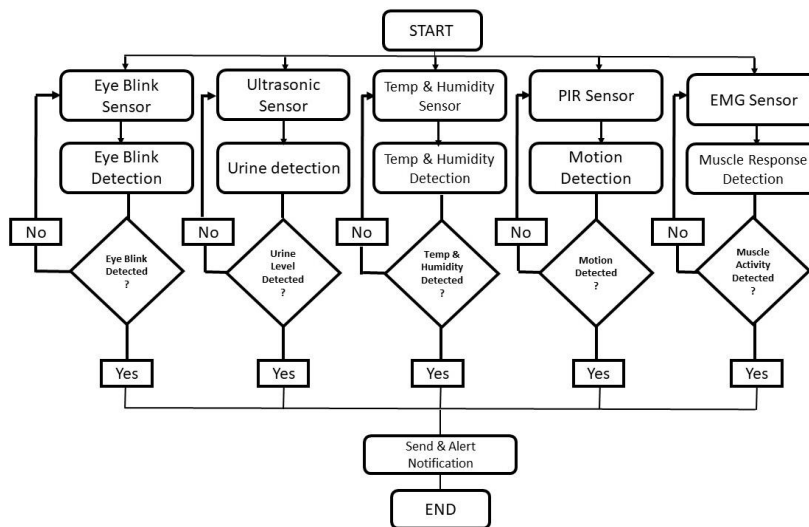 START
Eye Blink
Sensor
Ultrasonic
Sensor
Temp & Humidity
Sensor
PIR Sensor
EMG Sensor
Eye Blink
Detection
Urine detection
Temp & Humidity
Detection
Motion
Detection
Muscle Response
Detection
No
No
No
No
No
Eye Blink
Detected
?
Urine
Level
Detected
?
Temp &
Humidity
Detected
?
Motion
Detected
?
Muscle
Activity
Detected
?
Yes
Yes
Yes
Yes
Yes
Send & Alert
Notification
END